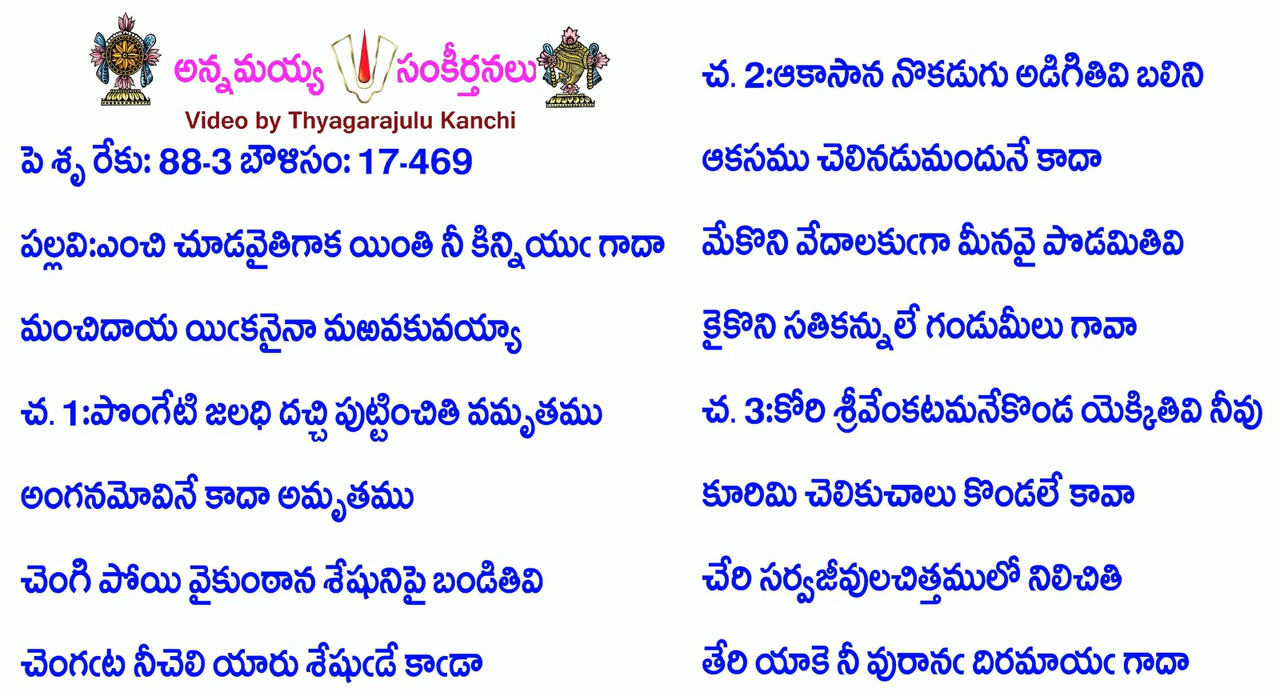 అన్నమయ్య సంకీర్తనలు
Video by Thyagarajulu Kanchi
పె శృ రేకు: 88-3 బౌళిసం: 17-469
పల్లవి:ఎంచి చూడవైతిగాక యింతి నీ కిన్నియుఁ గాదా
మంచిదాయ యిఁకనైనా మఱవకువయ్యా
చ. 1:పొంగేటి జలధి దచ్చి పుట్టించితి వమృతము
అంగనమోవినే కాదా అమృతము
చెంగి పోయి వైకుంఠాన శేషునిపై బండితివి
చెంగఁట నీచెలి యారు శేషుఁడే కాఁడా
చ. 2:ఆకాసాన నొకడుగు అడిగితివి బలిని
ఆకసము చెలినడుమందునే కాదా
మేకొని వేదాలకుఁగా మీనవై పొడమితివి
కైకొని సతికన్నులే గండుమీలు గావా
చ. 3:కోరి శ్రీవేంకటమనేకొండ యెక్కితివి నీవు
కూరిమి చెలికుచాలు కొండలే కావా
చేరి సర్వజీవులచిత్తములో నిలిచితి
తేరి యాకె నీ వురానఁ దిరమాయఁ గాదా